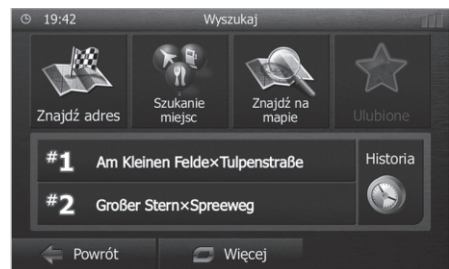 19:42 Wyszukaj
Znajdź adres
Szukanie
miejsc
Znajdź na
mapie
Ulubione
#1 Am Kleinen Felde×Tulpenstraße
#2 Großer Stern×Spreeweg
Historia
Powrót
Więcej